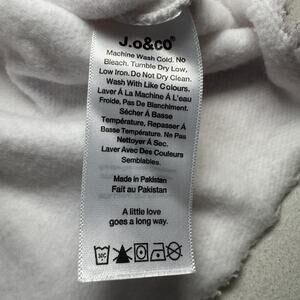 J.o&co
Machine Wash Cold. No
Bleach. Tumble Dry Low,
Low Iron. Do Not Dry Clean.
Wash With Like Colours.
Laver Á La Machine Á L'eau
Froide, Pas De Blanchiment.
Sécher Á Basse
Température, Repasser Á
Basse Température. Ne Pas
Nettoyer Á Sec.
Laver Avec Des Couleurs
Semblables.
Made in Pakistan
Fait au Pakistan
A little love
goes a long way.
30C